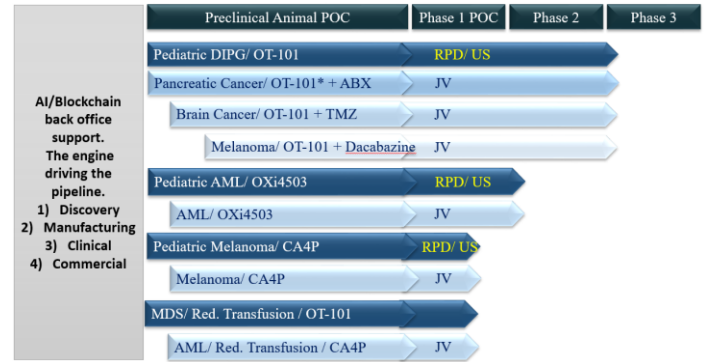 Preclinical Animal POC
Phase 1 POC
Phase 2
Phase 3
AI/Blockchain
back office
support.
The engine
driving the
pipeline.
1) Discovery
2) Manufacturing
3) Clinical
4) Commercial
Pediatric DIPG/ OT-101 RPD/ US
Pancreatic Cancer/ OT-101* + ABX JV
Brain Cancer/ OT-101 + TMZ JV
Melanoma/ OT-101 + Dacabazine JV
Pediatric AML/ OXi4503 RPD/ US
AML/ OXi4503 JV
Pediatric Melanoma/ CA4P RPD/ US
Melanoma/ CA4P JV
MDS/ Red. Transfusion / OT-101
AML/ Red. Transfusion / CA4P JV